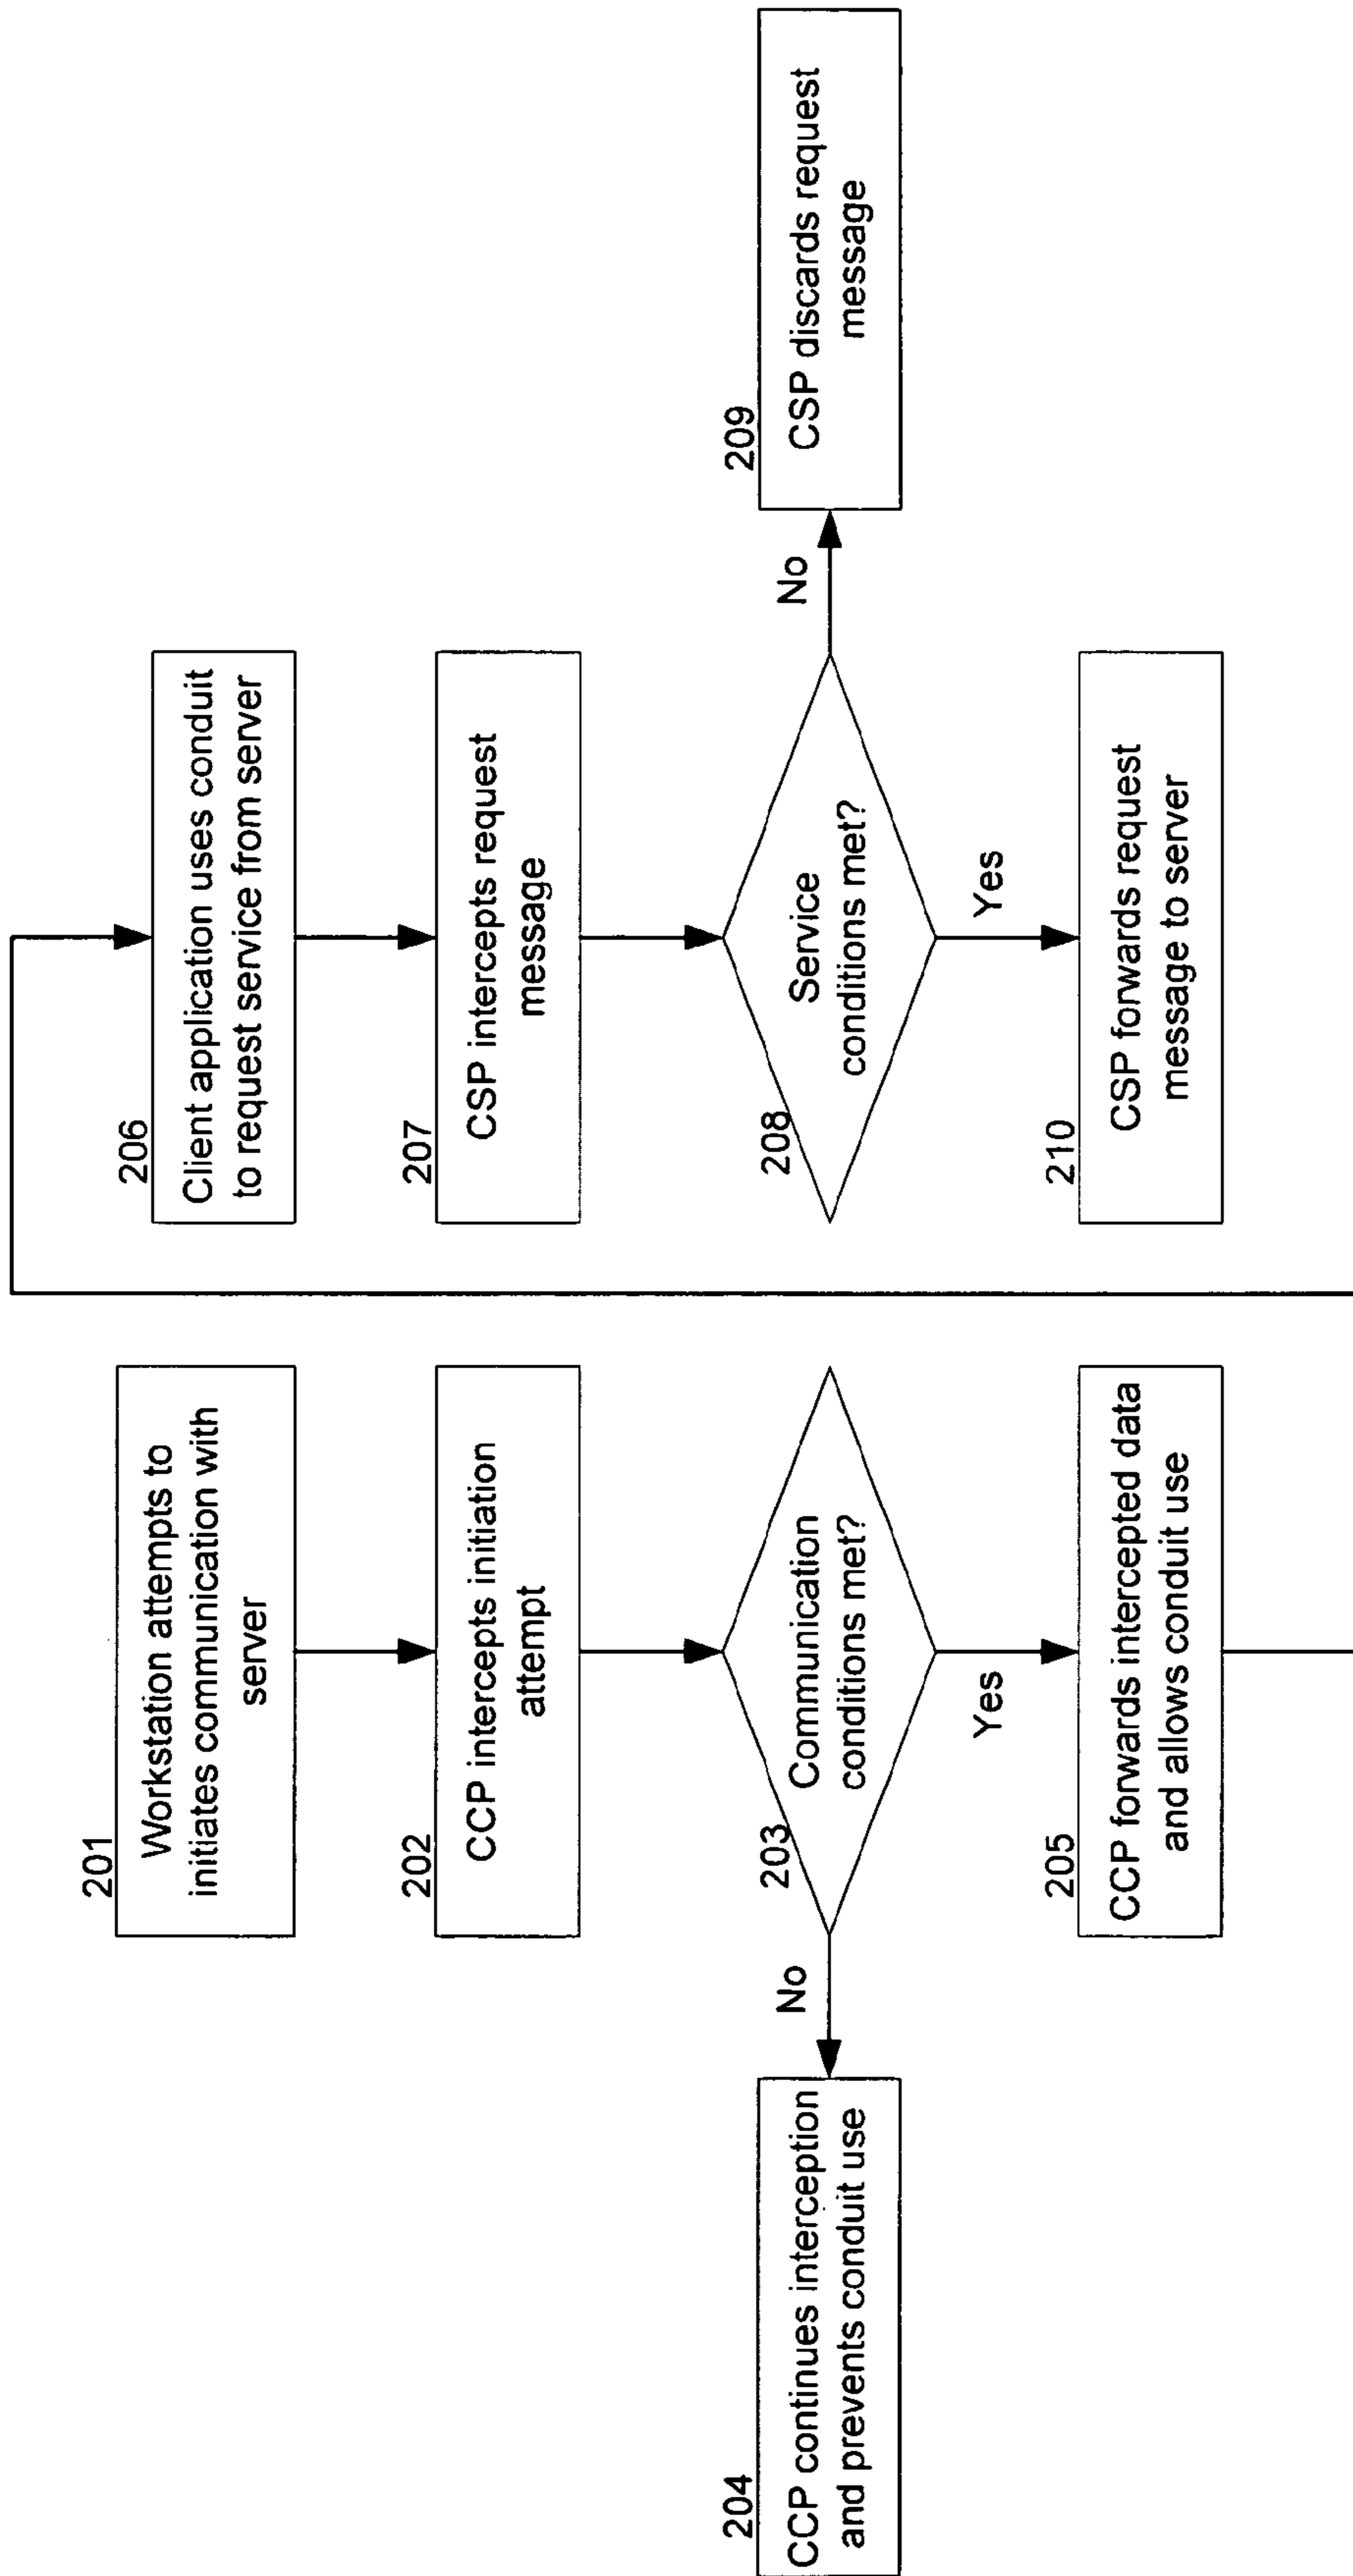 201
Workstation attempts to
initiates communication with
server
202
CCP intercepts initiation
attempt
203
Communication
conditions met?
No
204
CCP continues interception
and prevents conduit use
Yes
205
CCP forwards intercepted data
and allows conduit use
206
Client application uses conduit
to request service from server
207
CSP intercepts request
message
208
Service
conditions met?
No
209
CSP discards request
message
Yes
210
CSP forwards request
message to server